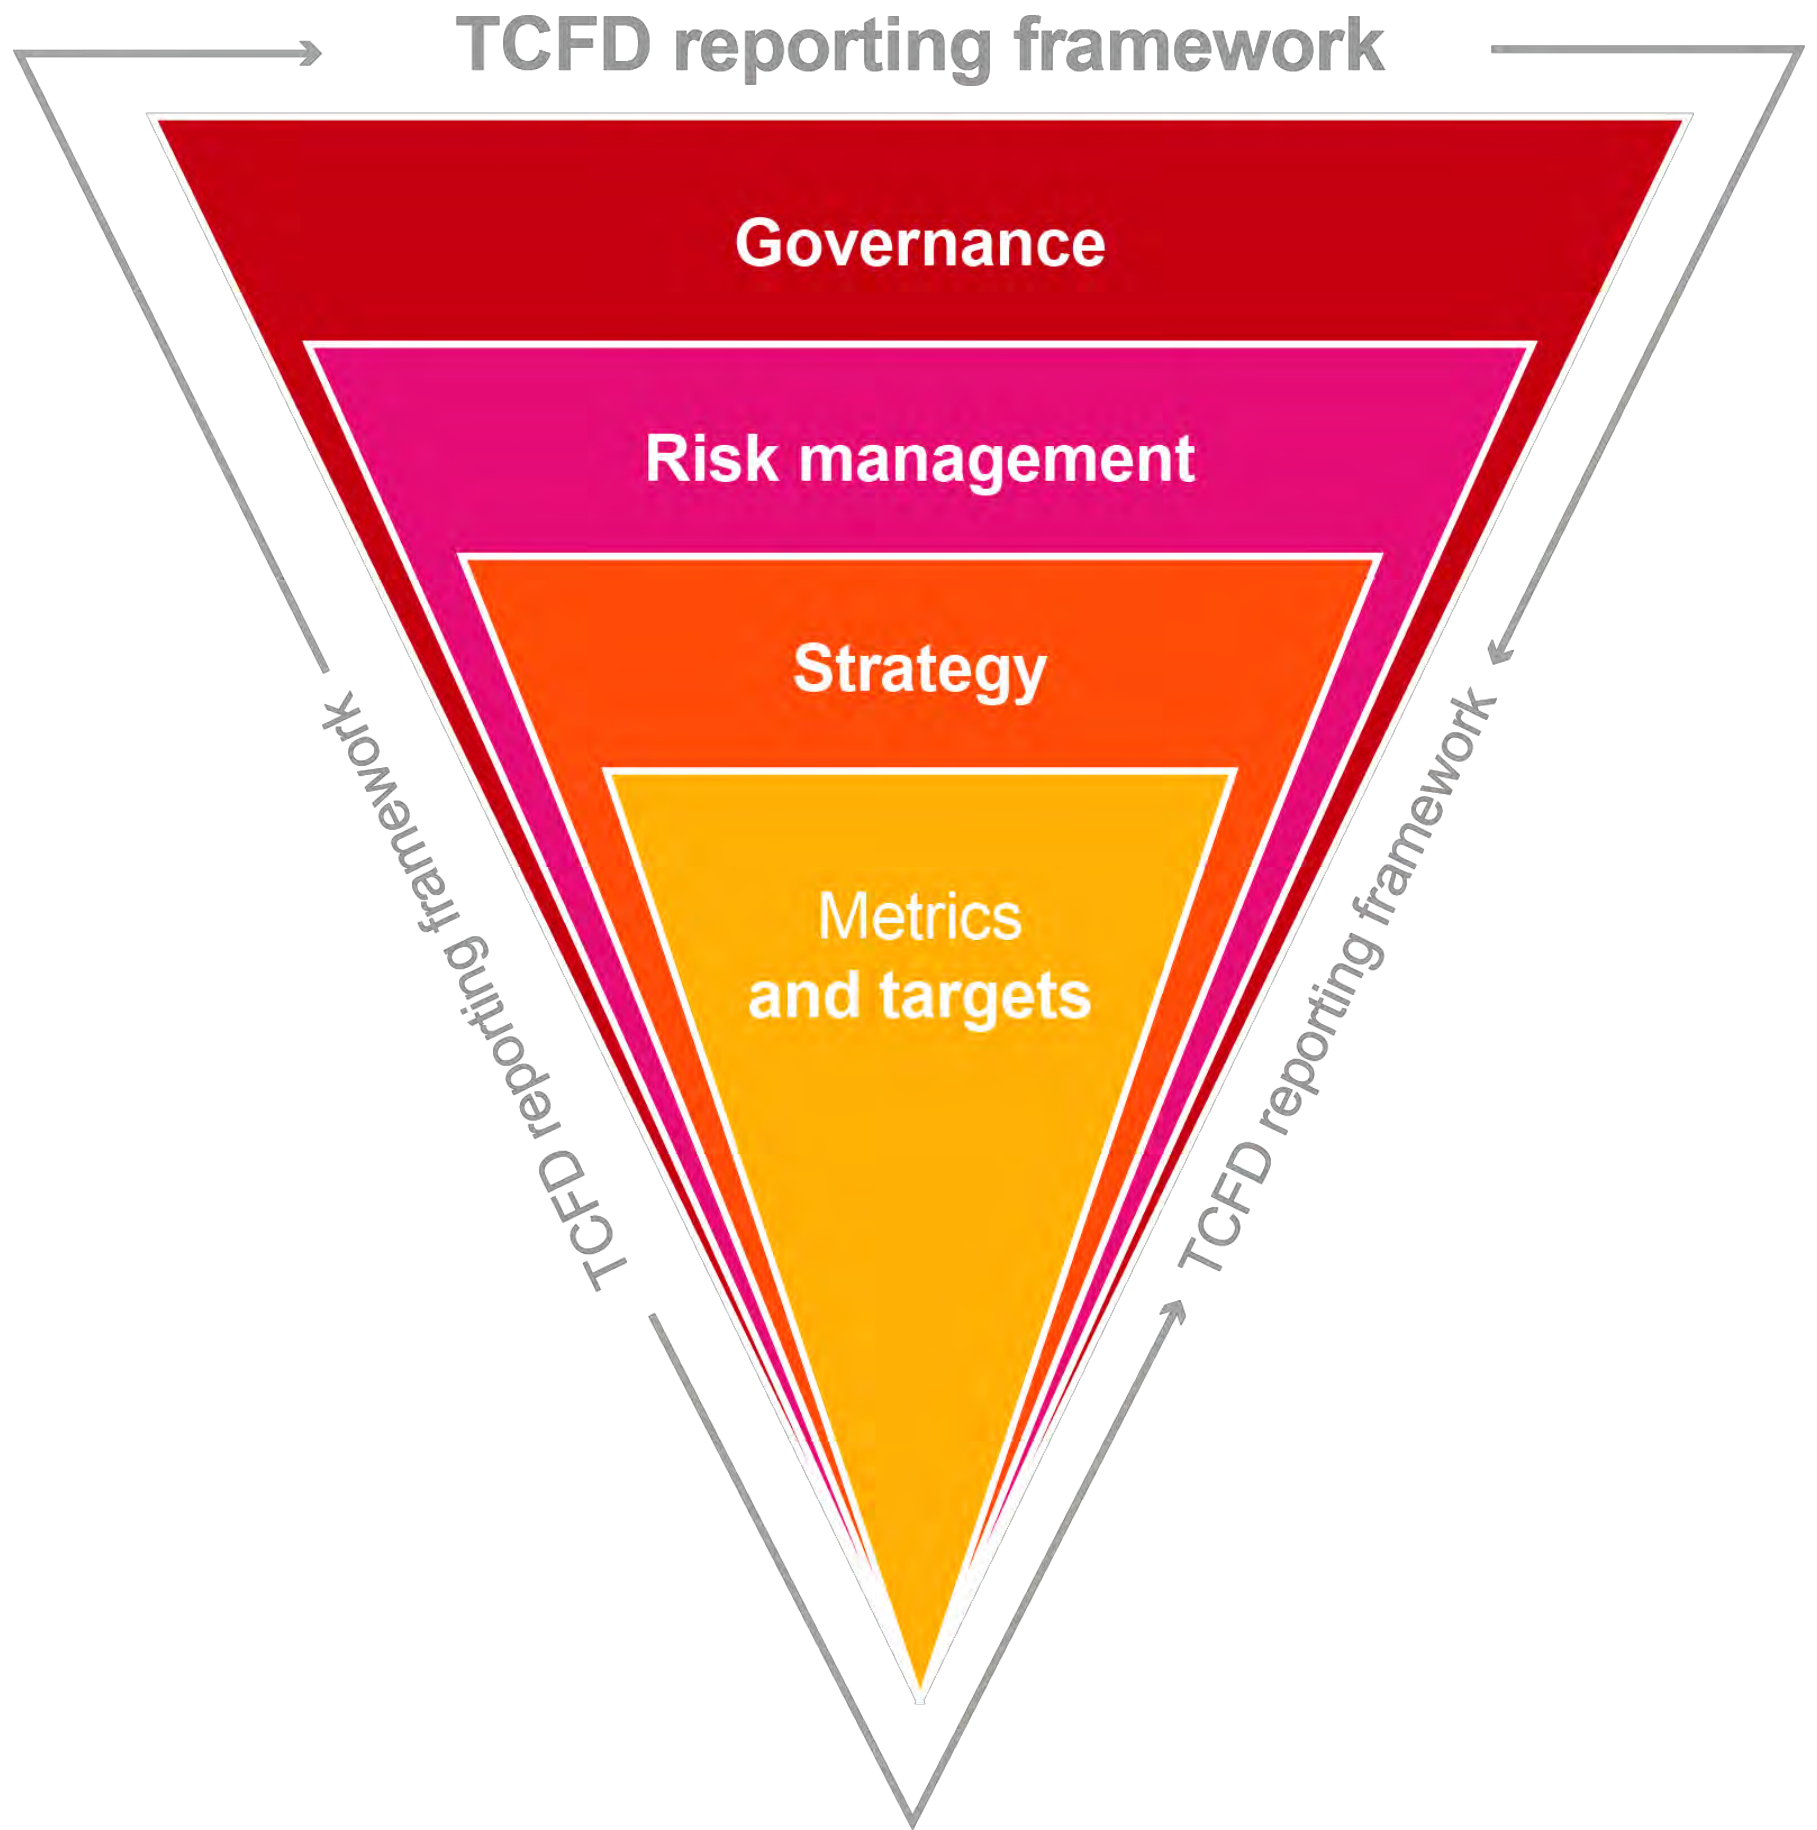 TCFD reporting framework
Governance
Risk management
Strategy
Metrics
and targets
TCFD reporting framework
TCFD reporting framework